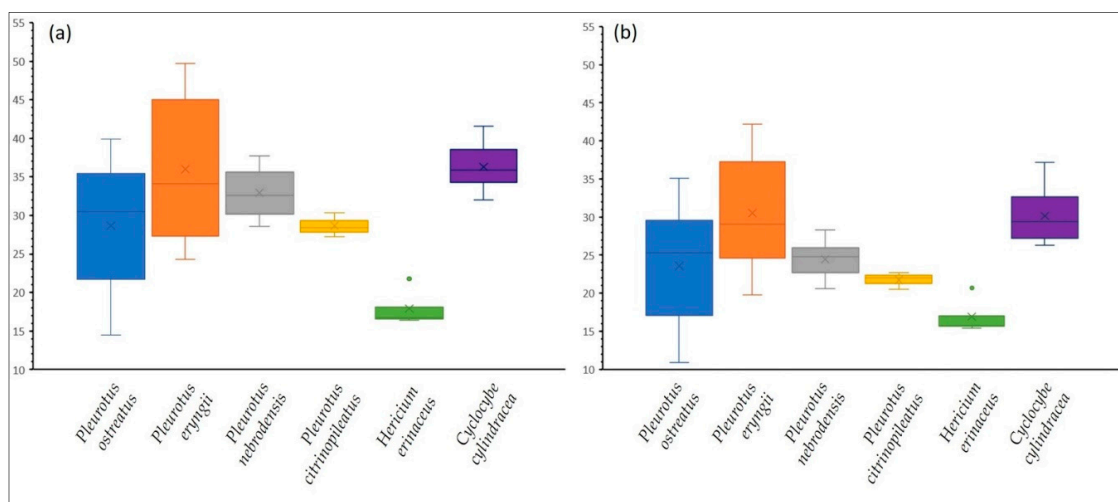 (a)
55
50
45
40
35
30
25
20
15
10
Pleurotus
ostreatus
Pleurotus
eryngii
Pleurotus
nebrodensis
Pleurotus
citrinopileatus
Hericium
erinaceus
Cyclocybe
cylindracea
(b)
55
50
45
40
35
30
25
20
15
10
Pleurotus
ostreatus
Pleurotus
eryngii
Pleurotus
nebrodensis
Pleurotus
citrinopileatus
Hericium
erinaceus
Cyclocybe
cylindracea